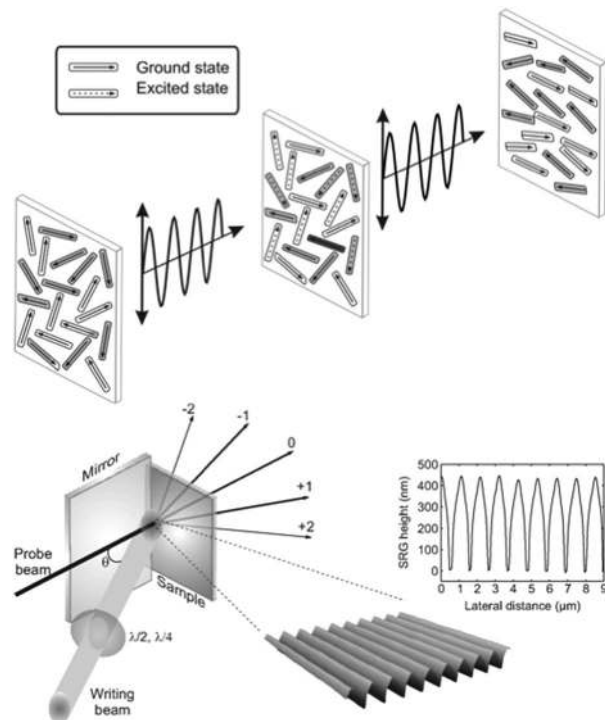 Ground state
Excited state
-2
-1
0
+1
+2
Mirror
Probe
beam
θ
Sample
λ/2, λ/4
Writing
beam
SRG height (nm)
500
400
300
200
100
0
0 1 2 3 4 5 6 7 8 9
Lateral distance (μm)